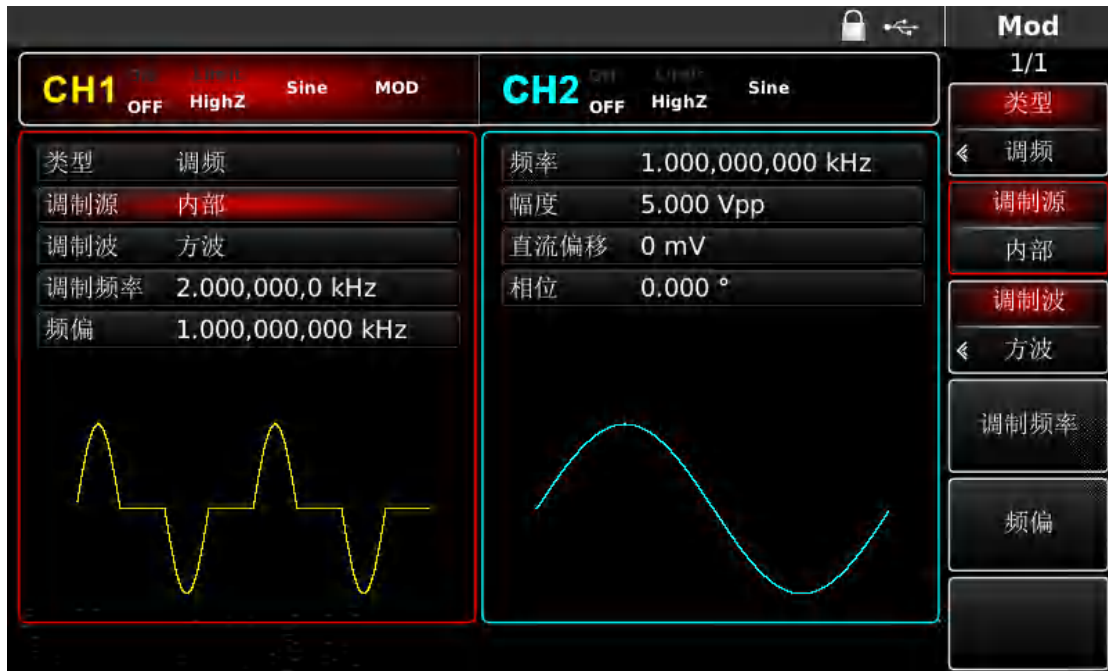 Mod
1/1
CH1 OFF HighZ Sine MOD
CH2 OFF HighZ Sine
类型 调频
调制源 内部
调制波 方波
调制频率 2.000,000,0 kHz
频偏 1.000,000,000 kHz
频率 1.000,000,000 kHz
幅度 5.000 Vpp
直流偏移 0 mV
相位 0.000 °
类型
调频
调制源
内部
调制波
方波
调制频率
频偏